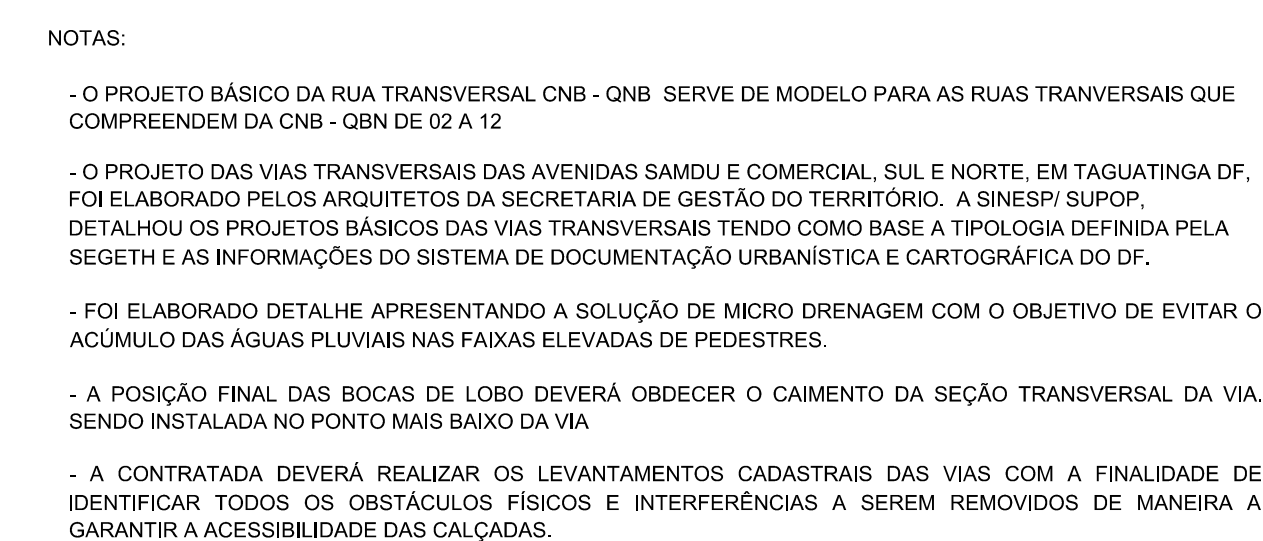 NOTAS:
- O PROJETO BÁSICO DA RUA TRANSVERSAL CNB - QNB SERVE DE MODELO PARA AS RUAS TRANVERSAIS QUE
COMPREENDEM DA CNB - QBN DE 02 A 12
- O PROJETO DAS VIAS TRANSVERSAIS DAS AVENIDAS SAMDU E COMERCIAL, SUL E NORTE, EM TAGUATINGA DF,
FOI ELABORADO PELOS ARQUITETOS DA SECRETARIA DE GESTÃO DO TERRITÓRIO. A SINESP/ SUPOP,
DETALHOU OS PROJETOS BÁSICOS DAS VIAS TRANSVERSAIS TENDO COMO BASE A TIPOLOGIA DEFINIDA PELA
SEGETH E AS INFORMAÇÕES DO SISTEMA DE DOCUMENTAÇÃO URBANÍSTICA E CARTOGRÁFICA DO DF.
- FOI ELABORADO DETALHE APRESENTANDO A SOLUÇÃO DE MICRO DRENAGEM COM O OBJETIVO DE EVITAR O
ACÚMULO DAS ÁGUAS PLUVIAIS NAS FAIXAS ELEVADAS DE PEDESTRES.
- A POSIÇÃO FINAL DAS BOCAS DE LOBO DEVERÁ OBDECER O CAIMENTO DA SEÇÃO TRANSVERSAL DA VIA.
SENDO INSTALADA NO PONTO MAIS BAIXO DA VIA
- A CONTRATADA DEVERÁ REALIZAR OS LEVANTAMENTOS CADASTRAIS DAS VIAS COM A FINALIDADE DE
IDENTIFICAR TODOS OS OBSTÁCULOS FÍSICOS E INTERFERÊNCIAS A SEREM REMOVIDOS DE MANEIRA A
GARANTIR A ACESSIBILIDADE DAS CALÇADAS.